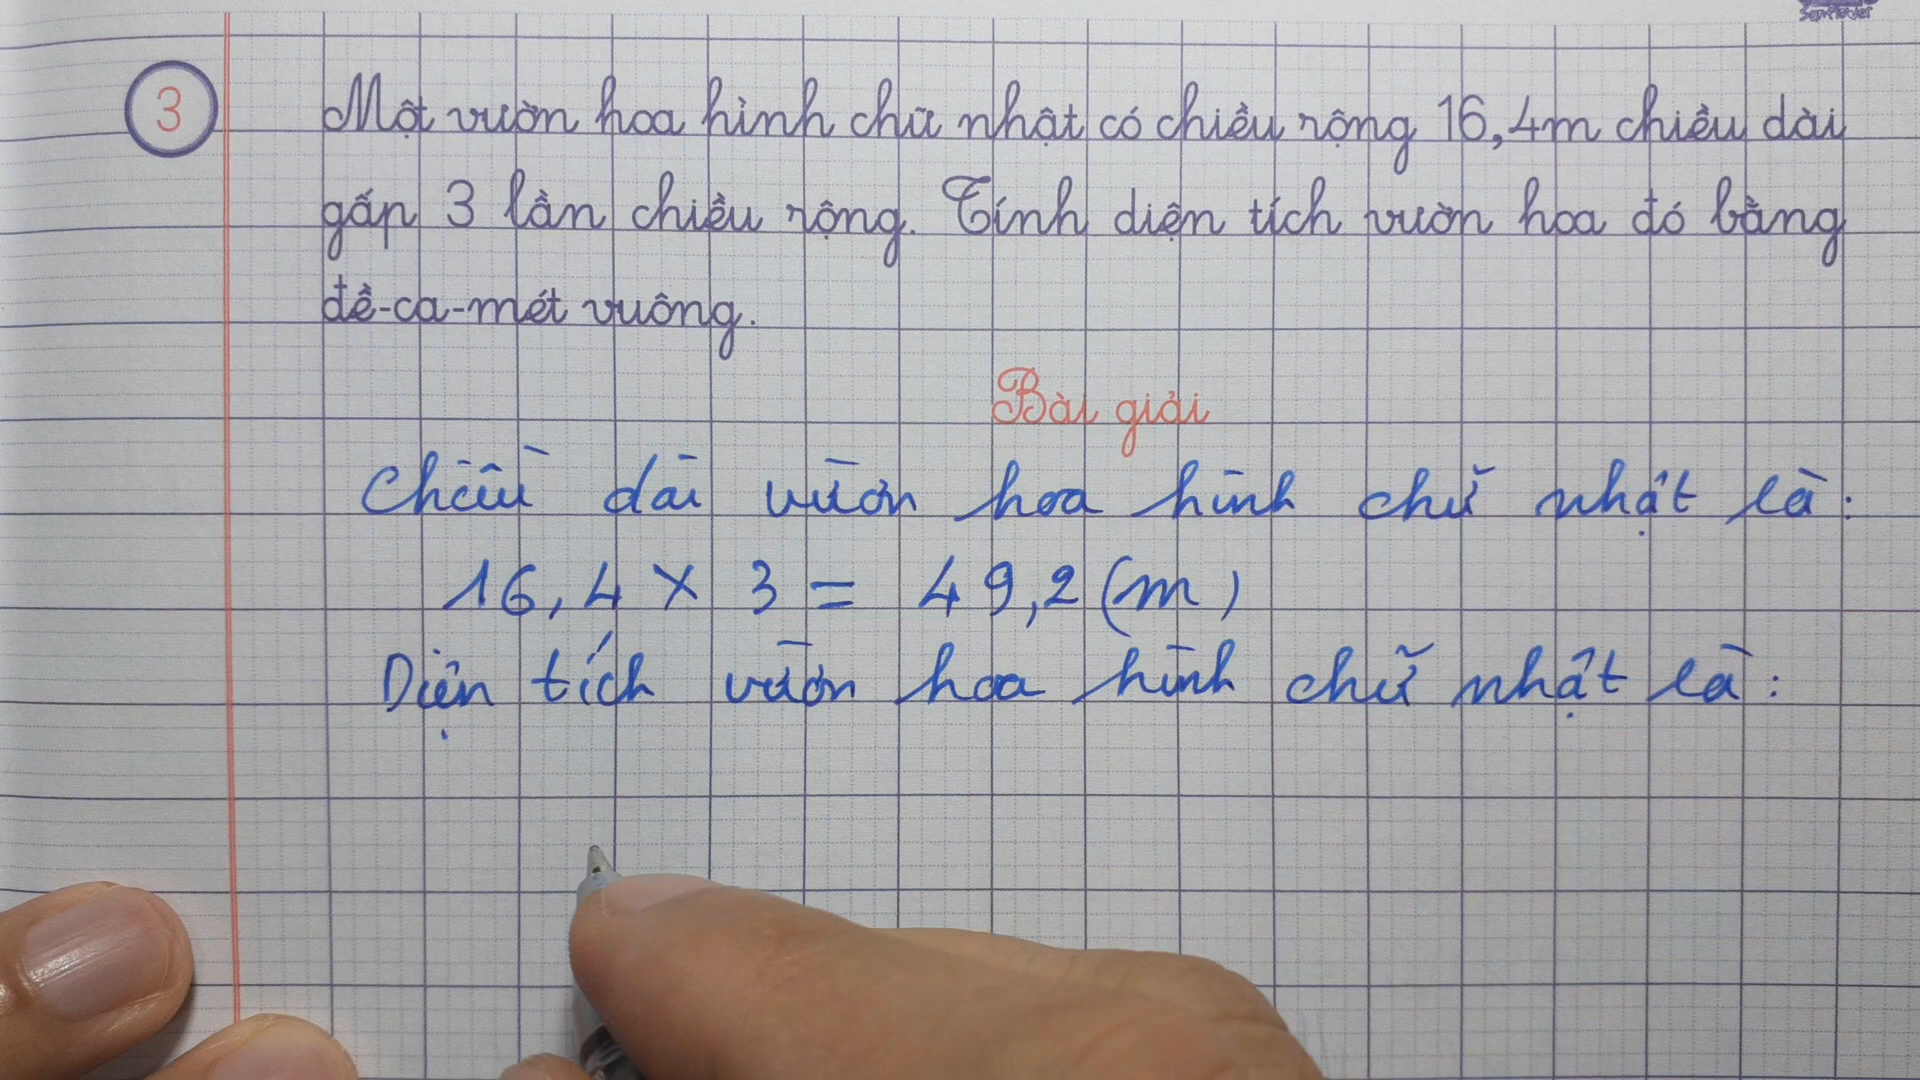 Sunflower
3
Một vườn hoa hình chữ nhật có chiều rộng 16,4m chiều dài
gấp 3 lần chiều rộng. Tính diện tích vườn hoa đó bằng
đề-ca-mét vuông.
Bài giải
Chiều dài vườn hoa hình chữ nhật là:
16,4 × 3 = 49,2 (m)
Diện tích vườn hoa hình chữ nhật là: